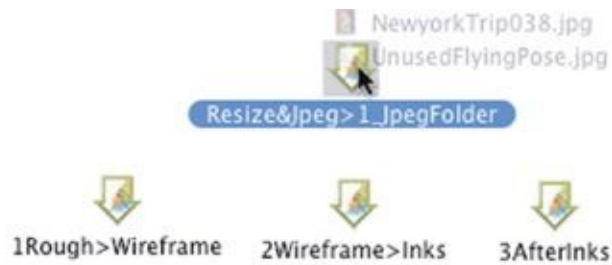 NewyorkTrip038.jpg
UnusedFlyingPose.jpg
Resize&Jpeg>1_JpegFolder
1Rough>Wireframe
2Wireframe>Inks
3AfterInks